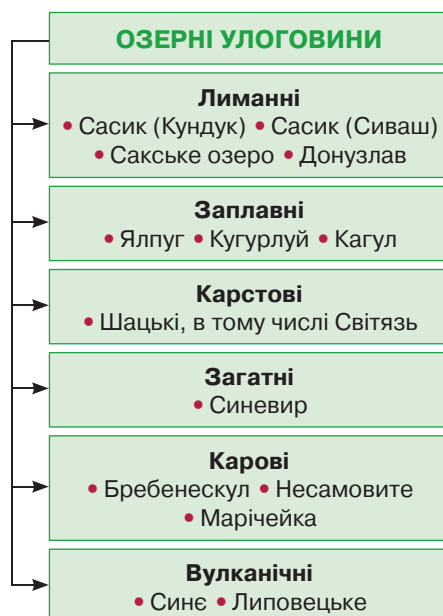 ОЗЕРНІ УЛОГОВИНИ
Лиманні
• Сасик (Кундук) • Сасик (Сиваш)
• Сакське озеро • Донузлав
Заплавні
• Ялпуг • Кугурлуй • Кагул
Карстові
• Шацькі, в тому числі Світязь
Загатні
• Синевир
Карові
• Бребенескул • Несамовите
• Марічейка
Вулканічні
• Синє • Липовецьке